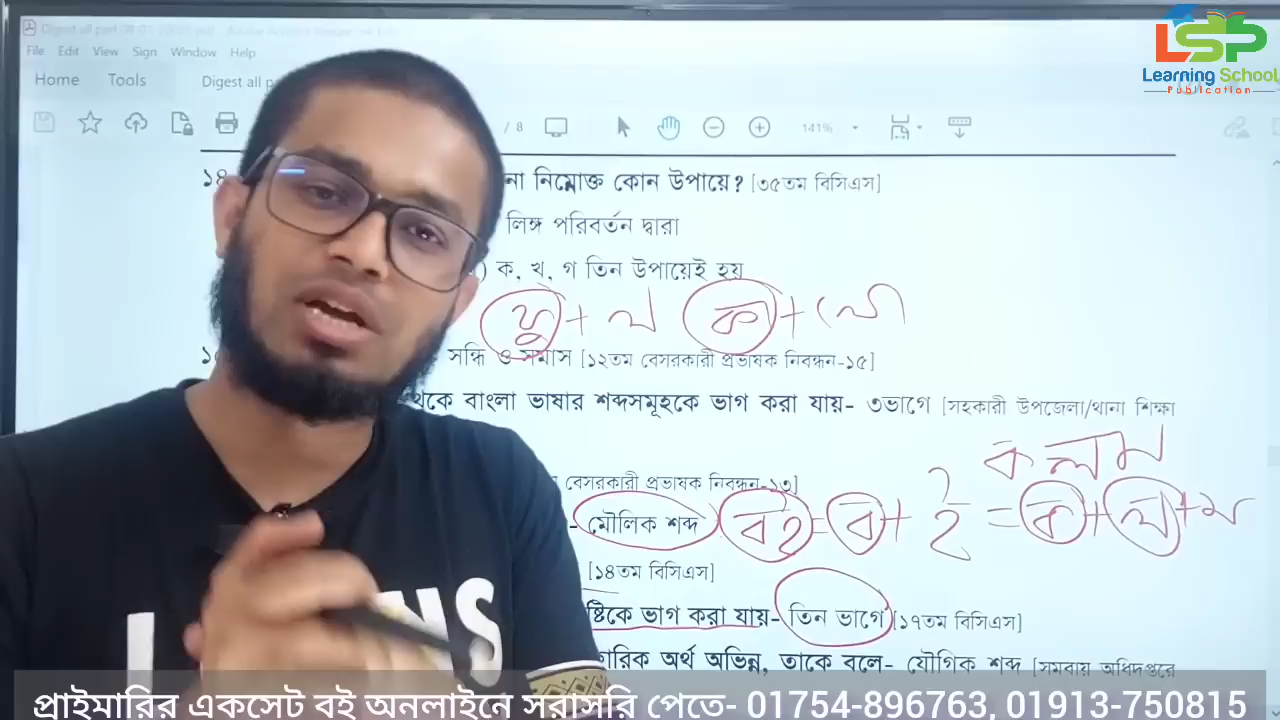 LSP
Learning School
Publication
File Edit View Sign Window Help
Home Tools Digest all
/ 8 141%
না নিম্নোক্ত কোন উপায়ে? [৩৫তম বিসিএস]
লিঙ্গ পরিবর্তন দ্বারা
ক, খ, গ তিন উপায়েই হয়
ফু + ল ক + লী
সন্ধি ও সমাস [১২তম বেসরকারী প্রভাষক নিবন্ধন-১৫]
থেকে বাংলা ভাষার শব্দসমূহকে ভাগ করা যায়- ৩ভাগে [সহকারী উপজেলা/থানা শিক্ষা
কলম
বেসরকারী প্রভাষক নিবন্ধন-১৩]
- মৌলিক শব্দ বই = ব + ই = ক + ল + ম
[১৪তম বিসিএস]
ষ্টিকে ভাগ করা যায়- তিন ভাগে [১৭তম বিসিএস]
হারিক অর্থ অভিন্ন, তাকে বলে- যৌগিক শব্দ [সমবায় অধিদপ্তরে
প্রাইমারির একসেট বই অনলাইনে সরাসরি পেতে- 01754-896763, 01913-750815